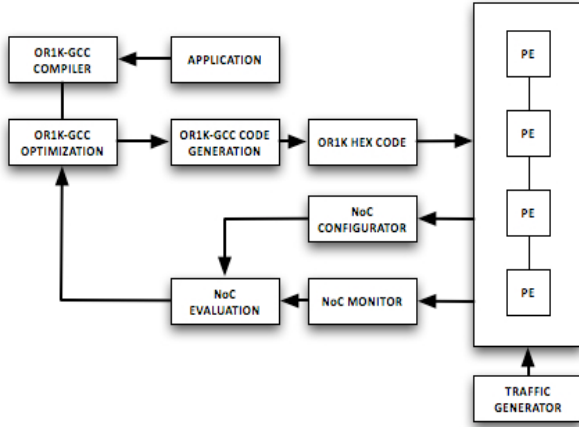 OR1K-GCC
COMPILER
APPLICATION
PE
OR1K-GCC
OPTIMIZATION
OR1K-GCC CODE
GENERATION
OR1K HEX CODE
PE
NoC
CONFIGURATOR
PE
NoC
EVALUATION
NoC MONITOR
PE
TRAFFIC
GENERATOR